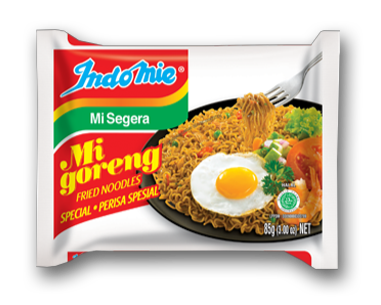 Indomie
Mi Segera
Mi
goreng
FRIED NOODLES
SPECIAL • PERISA SPESIAL
85g (3.00 oz) NET